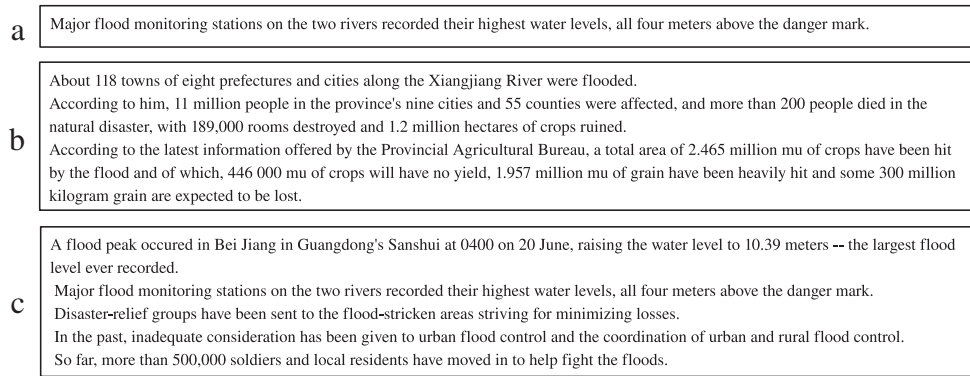 a
Major flood monitoring stations on the two rivers recorded their highest water levels, all four meters above the danger mark.
b
About 118 towns of eight prefectures and cities along the Xiangjiang River were flooded.
According to him, 11 million people in the province's nine cities and 55 counties were affected, and more than 200 people died in the
natural disaster, with 189,000 rooms destroyed and 1.2 million hectares of crops ruined.
According to the latest information offered by the Provincial Agricultural Bureau, a total area of 2.465 million mu of crops have been hit
by the flood and of which, 446 000 mu of crops will have no yield, 1.957 million mu of grain have been heavily hit and some 300 million
kilogram grain are expected to be lost.
c
A flood peak occured in Bei Jiang in Guangdong's Sanshui at 0400 on 20 June, raising the water level to 10.39 meters -- the largest flood
level ever recorded.
Major flood monitoring stations on the two rivers recorded their highest water levels, all four meters above the danger mark.
Disaster-relief groups have been sent to the flood-stricken areas striving for minimizing losses.
In the past, inadequate consideration has been given to urban flood control and the coordination of urban and rural flood control.
So far, more than 500,000 soldiers and local residents have moved in to help fight the floods.